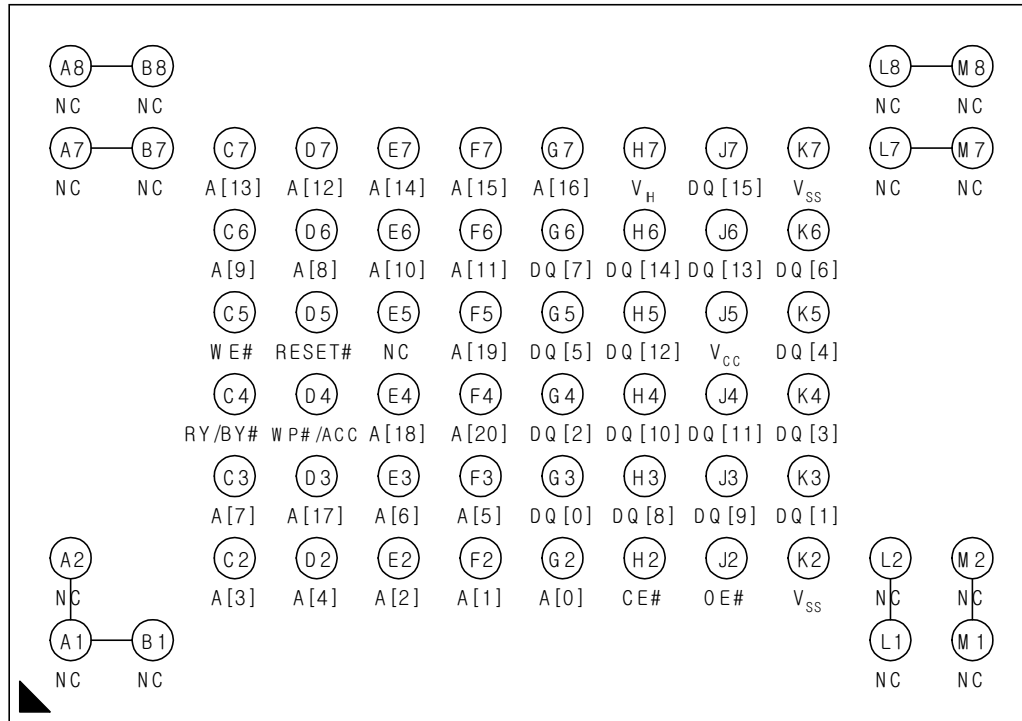 A8 B8 L8 M8
NC NC NC NC
A7 B7 C7 D7 E7 F7 G7 H7 J7 K7 L7 M7
NC NC A[13] A[12] A[14] A[15] A[16] VIH DQ[15] VSS NC NC
C6 D6 E6 F6 G6 H6 J6 K6
A[9] A[8] A[10] A[11] DQ[7] DQ[14] DQ[13] DQ[6]
C5 D5 E5 F5 G5 H5 J5 K5
WE# RESET# NC A[19] DQ[5] DQ[12] VCC DQ[4]
C4 D4 E4 F4 G4 H4 J4 K4
RY/BY# WP#/ACC A[18] A[20] DQ[2] DQ[10] DQ[11] DQ[3]
C3 D3 E3 F3 G3 H3 J3 K3
A[7] A[17] A[6] A[5] DQ[0] DQ[8] DQ[9] DQ[1]
A2 C2 D2 E2 F2 G2 H2 J2 K2 L2 M2
NC A[3] A[4] A[2] A[1] A[0] CE# OE# VSS NC NC
A1 B1 L1 M1
NC NC NC NC